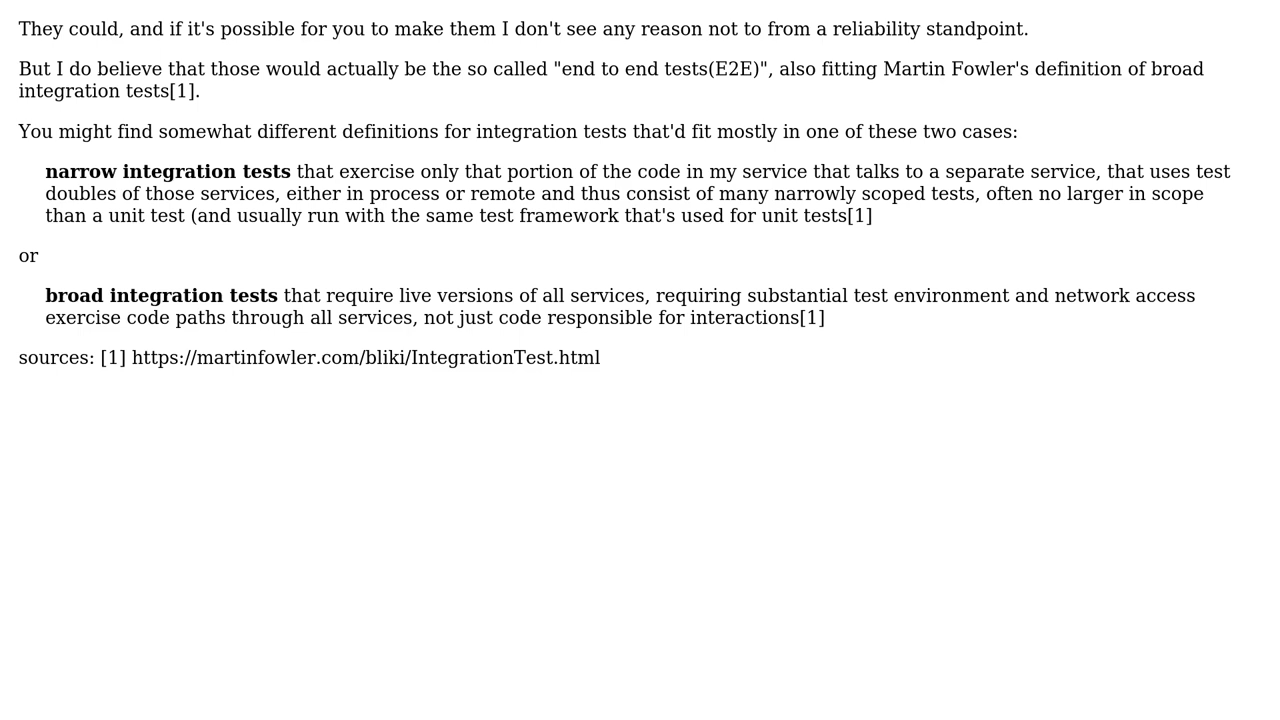 They could, and if it's possible for you to make them I don't see any reason not to from a reliability standpoint.
But I do believe that those would actually be the so called "end to end tests(E2E)", also fitting Martin Fowler's definition of broad
integration tests[1].
You might find somewhat different definitions for integration tests that'd fit mostly in one of these two cases:
narrow integration tests that exercise only that portion of the code in my service that talks to a separate service, that uses test
doubles of those services, either in process or remote and thus consist of many narrowly scoped tests, often no larger in scope
than a unit test (and usually run with the same test framework that's used for unit tests[1]
or
broad integration tests that require live versions of all services, requiring substantial test environment and network access
exercise code paths through all services, not just code responsible for interactions[1]
sources: [1] https://martinfowler.com/bliki/IntegrationTest.html